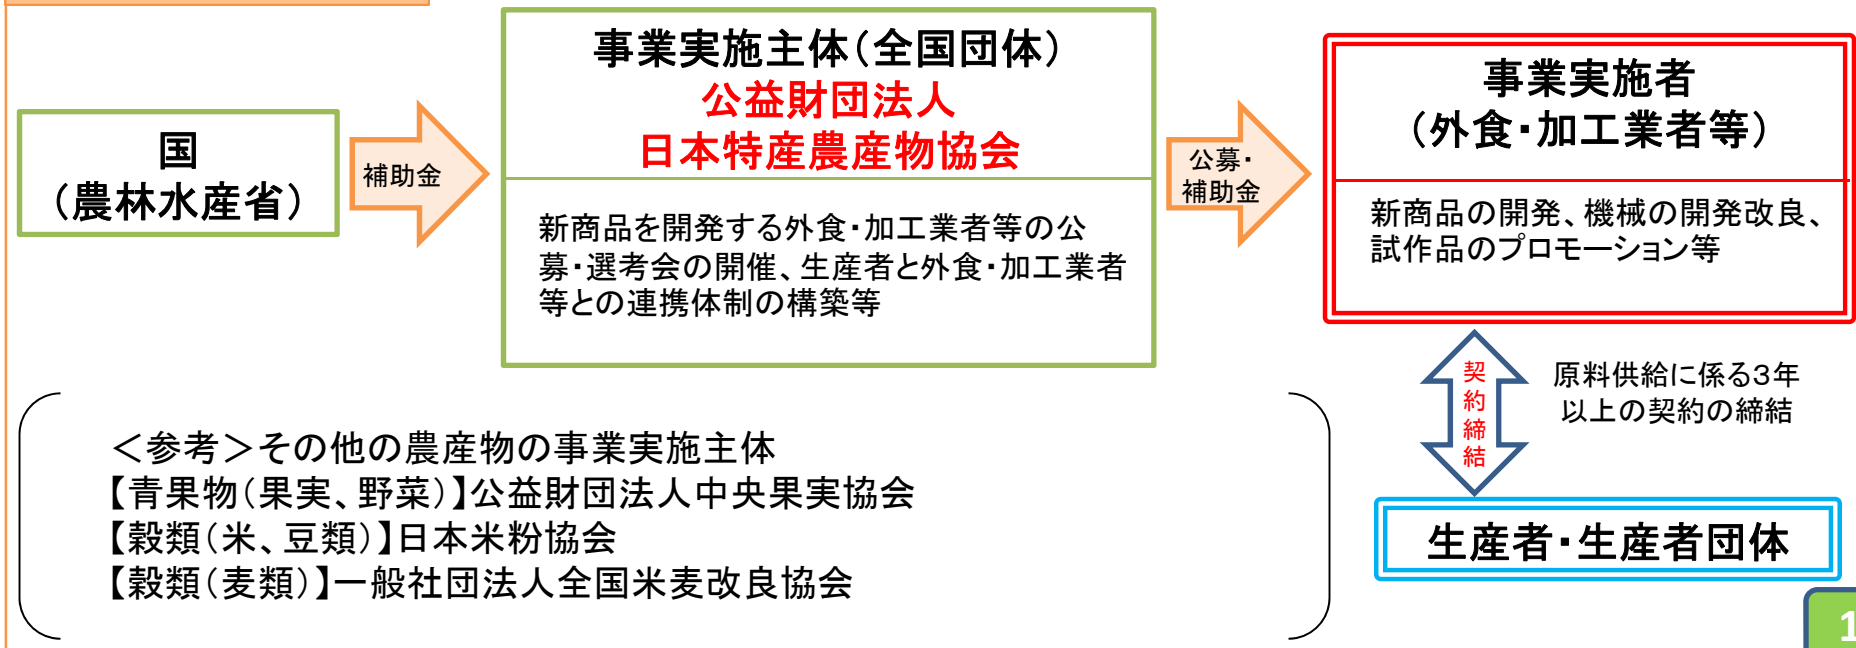 国
（農林水産省）
補助金
事業実施主体（全国団体）
公益財団法人
日本特産農産物協会
新商品を開発する外食・加工業者等の公
募・選考会の開催、生産者と外食・加工業者
等との連携体制の構築等
公募・
補助金
事業実施者
（外食・加工業者等）
新商品の開発、機械の開発改良、
試作品のプロモーション等
契約締結
原料供給に係る3年
以上の契約の締結
生産者・生産者団体
＜参考＞その他の農産物の事業実施主体
【青果物（果実、野菜）】公益財団法人中央果実協会
【穀類（米、豆類）】日本米粉協会
【穀類（麦類）】一般社団法人全国米麦改良協会
1